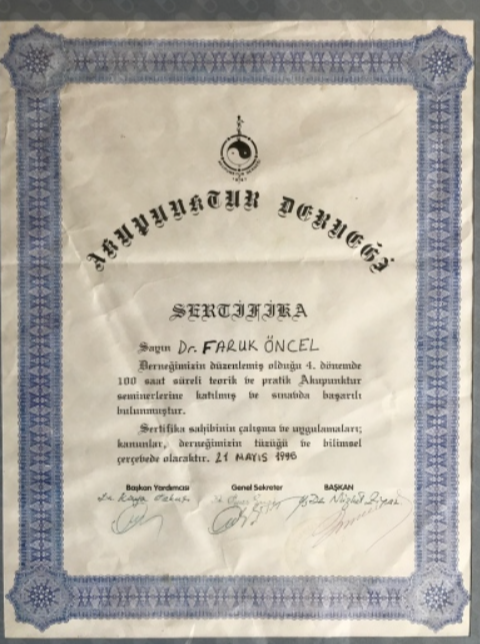 AKUPUNKTUR DERNEĞİ
SERTİFİKA
Sayın Dr. FARUK ÖNCEL
Derneğimizin düzenlemiş olduğu 4. dönemde
100 saat süreli teorik ve pratik Akupunktur
seminerlerine katılmış ve sınavda başarılı
bulunmuştur.
Sertifika sahibinin çalışma ve uygulamaları;
kanunlar, derneğimizin tüzüğü ve bilimsel
çerçevede olacaktır. 21 MAYIS 1996
Başkan Yardımcısı Genel Sekreter BAŞKAN